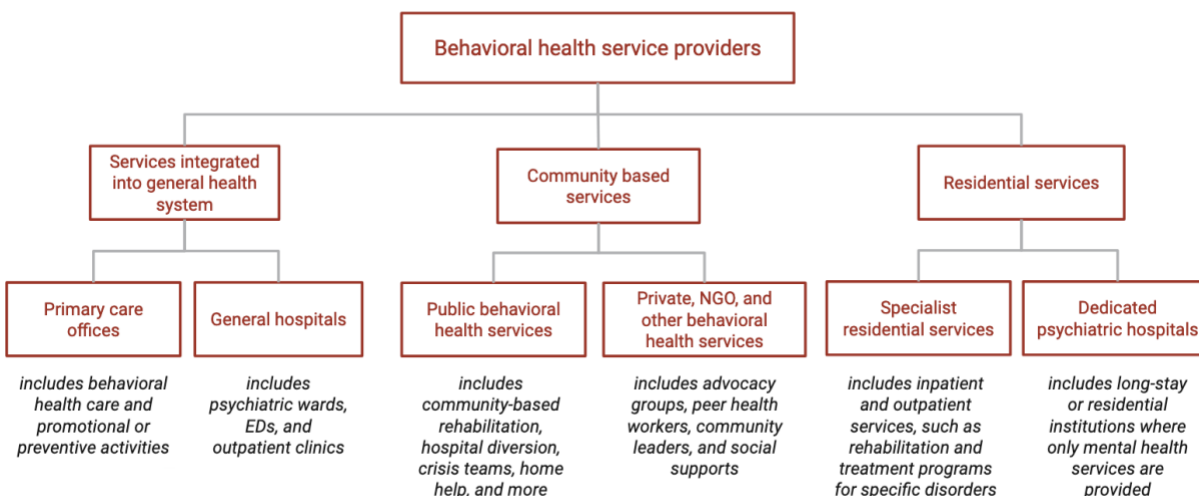 Behavioral health service providers
Services integrated
into general health
system
Community based
services
Residential services
Primary care
offices
General hospitals
Public behavioral
health services
Private, NGO, and
other behavioral
health services
Specialist
residential services
Dedicated
psychiatric hospitals
includes behavioral
health care and
promotional or
preventive activities
includes
psychiatric wards,
EDs, and
outpatient clinics
includes
community-based
rehabilitation,
hospital diversion,
crisis teams, home
help, and more
includes advocacy
groups, peer health
workers, community
leaders, and social
supports
includes inpatient
and outpatient
services, such as
rehabilitation and
treatment programs
for specific disorders
includes long-stay
or residential
institutions where
only mental health
services are
provided